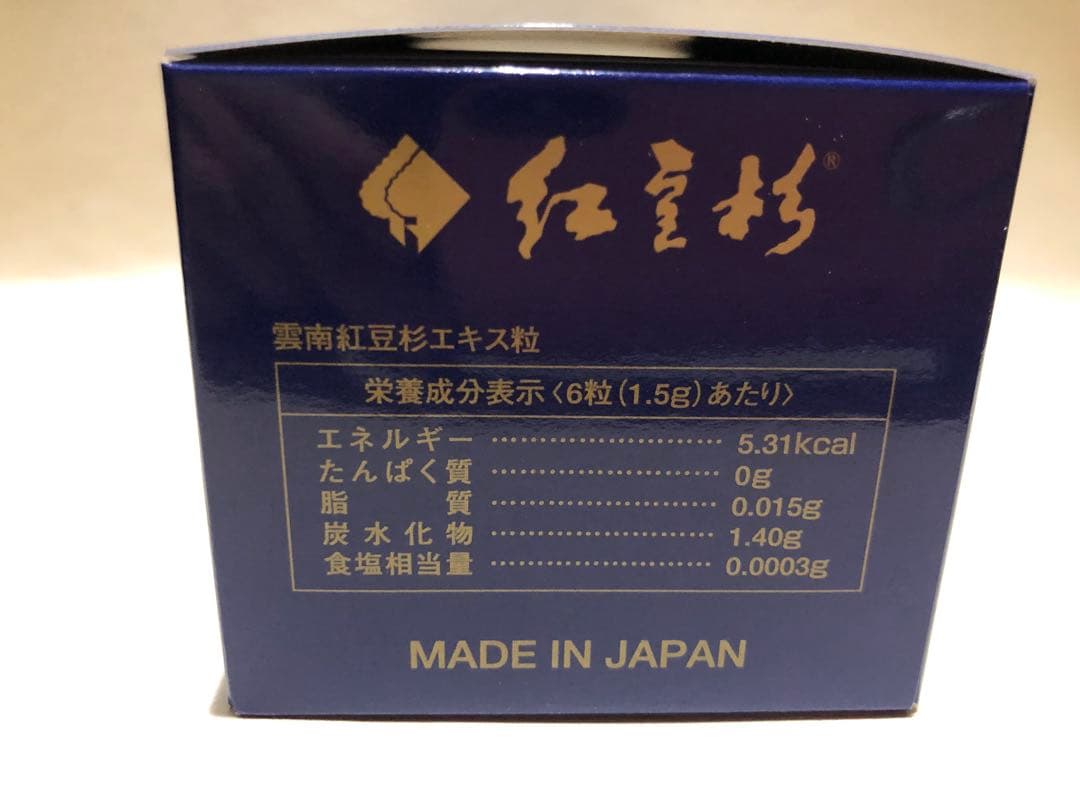 紅豆杉®
雲南紅豆杉エキス粒
栄養成分表示〈6粒(1.5g)あたり〉
エネルギー ························ 5.31kcal
たんぱく質 ························ 0g
脂質 ························ 0.015g
炭水化物 ························ 1.40g
食塩相当量 ························ 0.0003g
MADE IN JAPAN